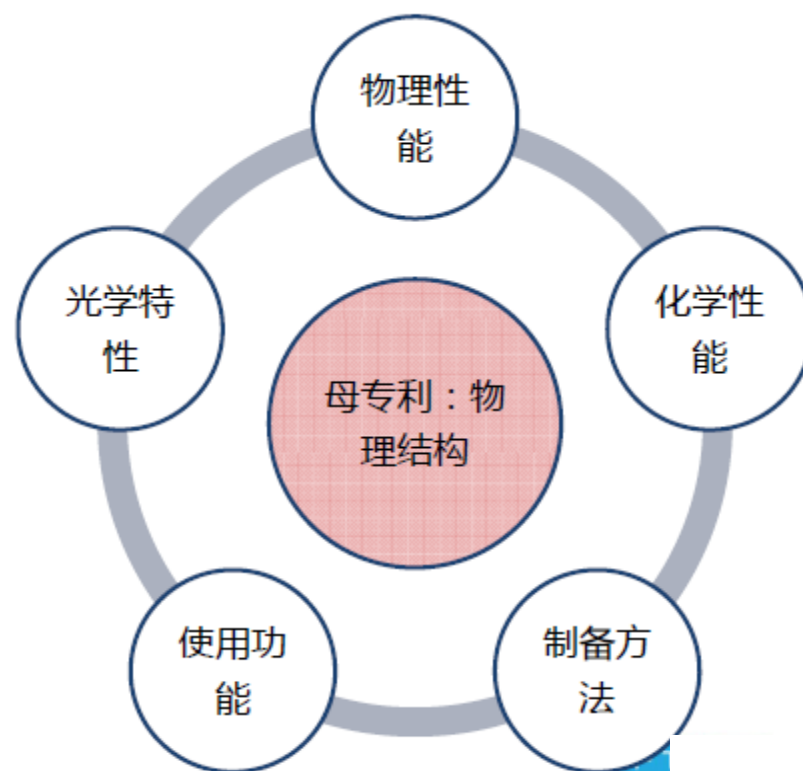 物理性
能
光学特
性
化学性
能
母专利：物
理结构
使用功
能
制备方
法